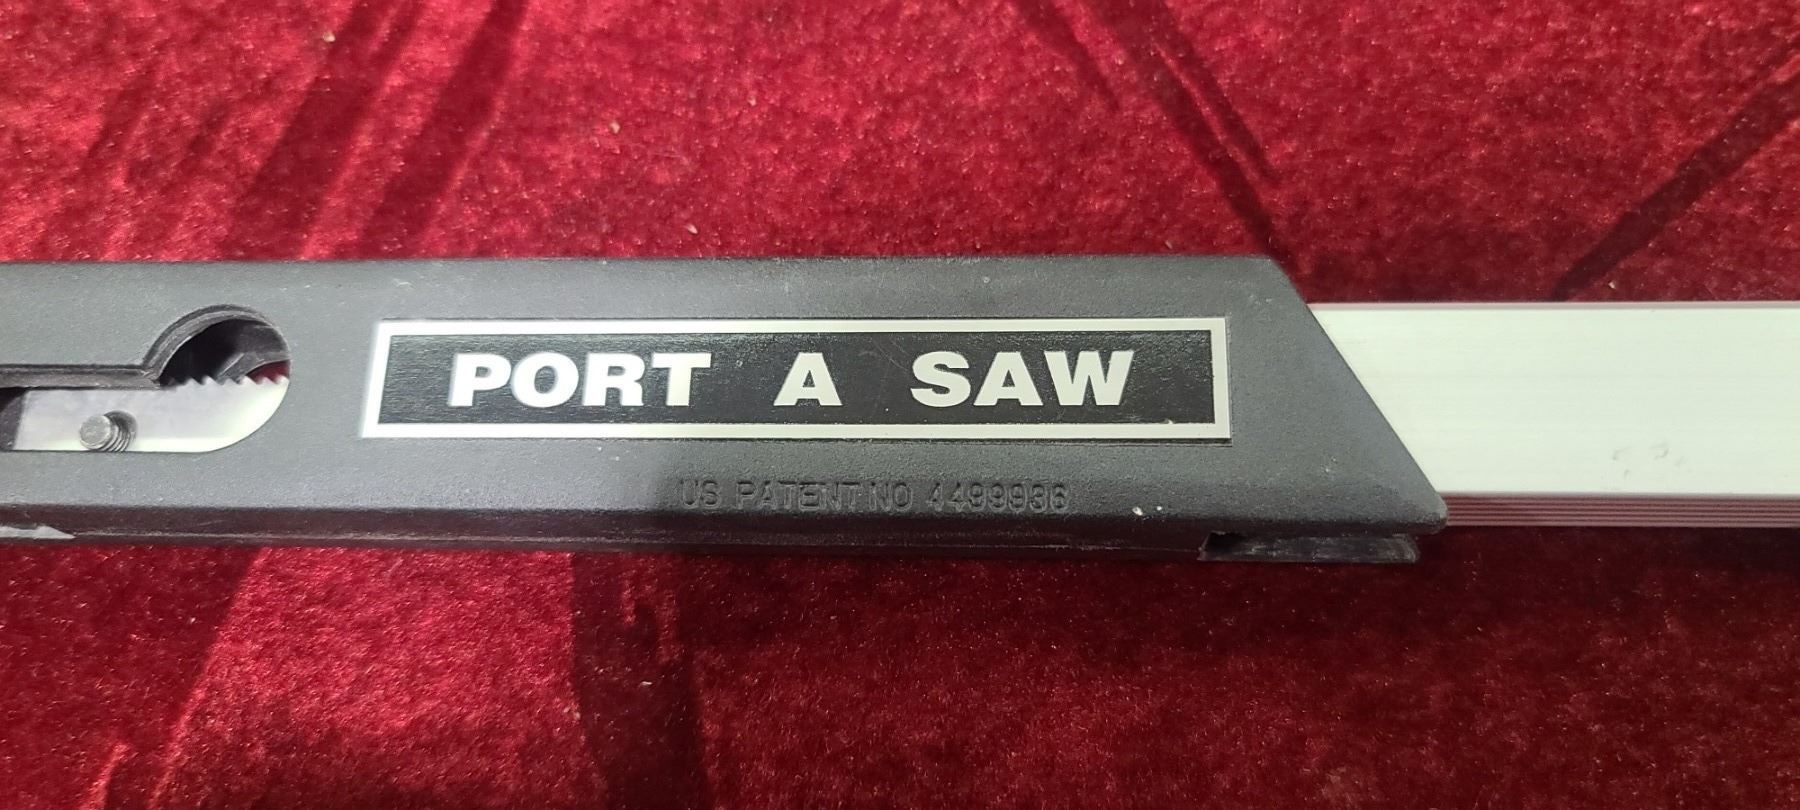 PORT A SAW
US PATENT NO 4499936